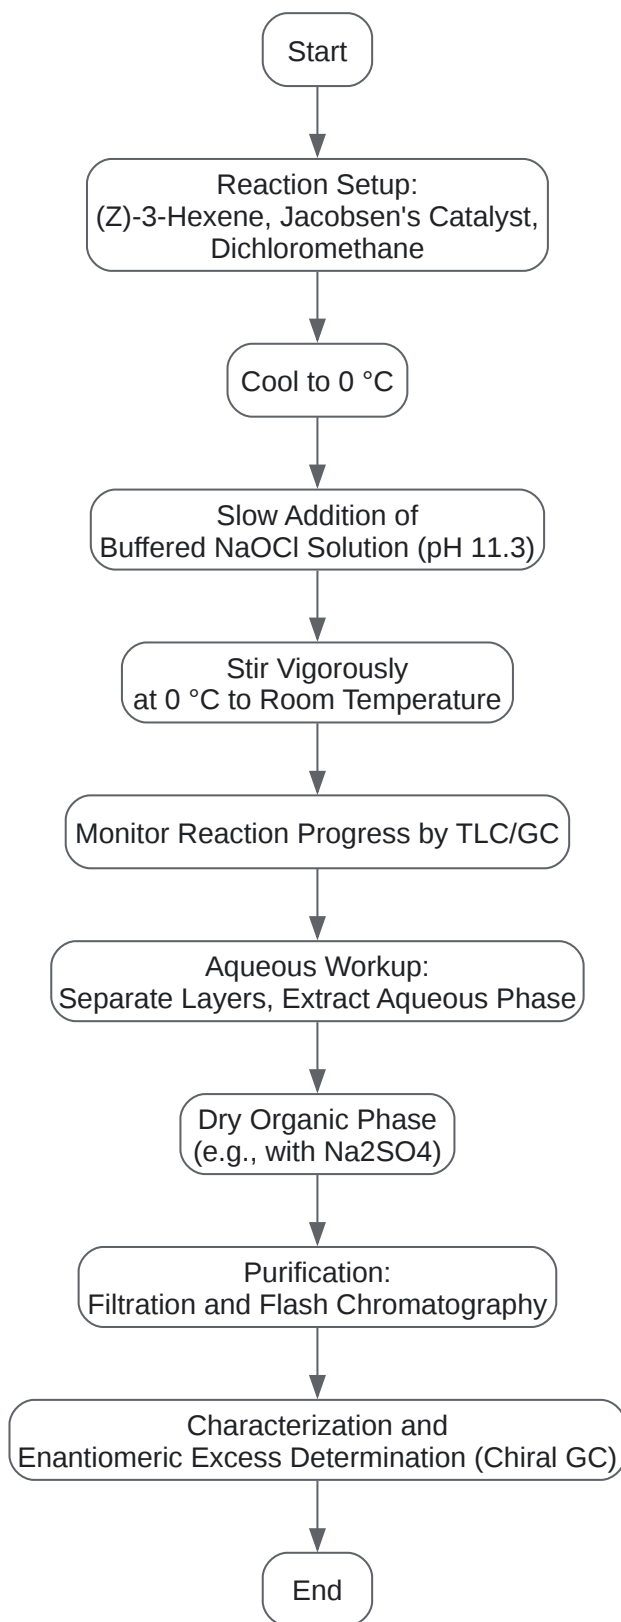 Start
Reaction Setup:
(Z)-3-Hexene, Jacobsen's Catalyst,
Dichloromethane
Cool to 0 °C
Slow Addition of
Buffered NaOCl Solution (pH 11.3)
Stir Vigorously
at 0 °C to Room Temperature
Monitor Reaction Progress by TLC/GC
Aqueous Workup:
Separate Layers, Extract Aqueous Phase
Dry Organic Phase
(e.g., with Na2SO4)
Purification:
Filtration and Flash Chromatography
Characterization and
Enantiomeric Excess Determination (Chiral GC)
End